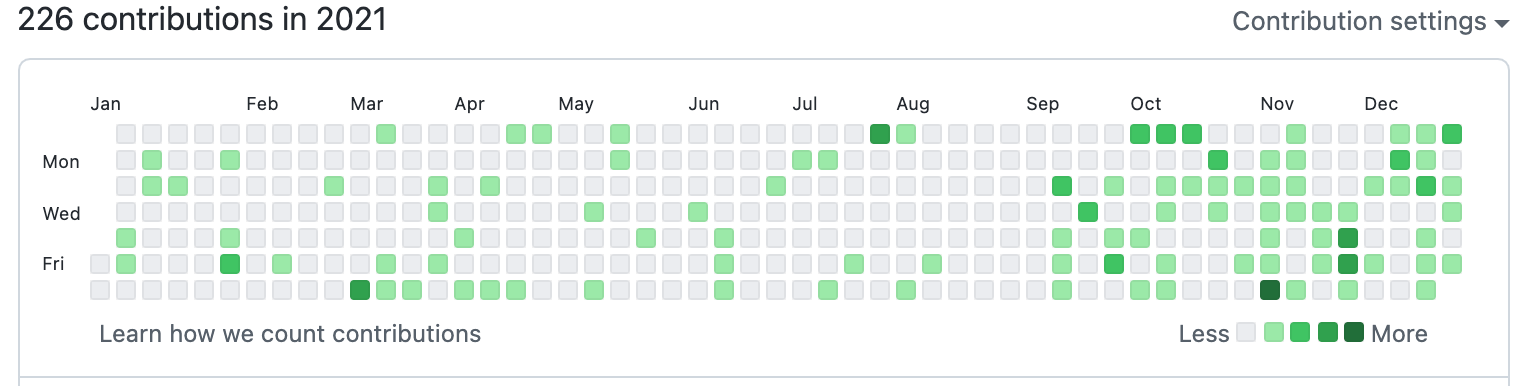 226 contributions in 2021
Contribution settings
Jan Feb Mar Apr May Jun Jul Aug Sep Oct Nov Dec
Mon
Wed
Fri
Learn how we count contributions
Less More